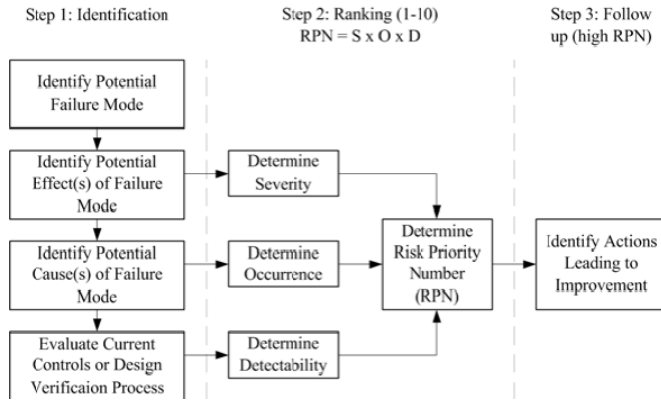 Step 1: Identification
Step 2: Ranking (1-10)
RPN = S x O x D
Step 3: Follow
up (high RPN)
Identify Potential
Failure Mode
Identify Potential
Effect(s) of Failure
Mode
Determine
Severity
Identify Potential
Cause(s) of Failure
Mode
Determine
Occurrence
Determine
Risk Priority
Number
(RPN)
Identify Actions
Leading to
Improvement
Evaluate Current
Controls or Design
Verificaion Process
Determine
Detectability